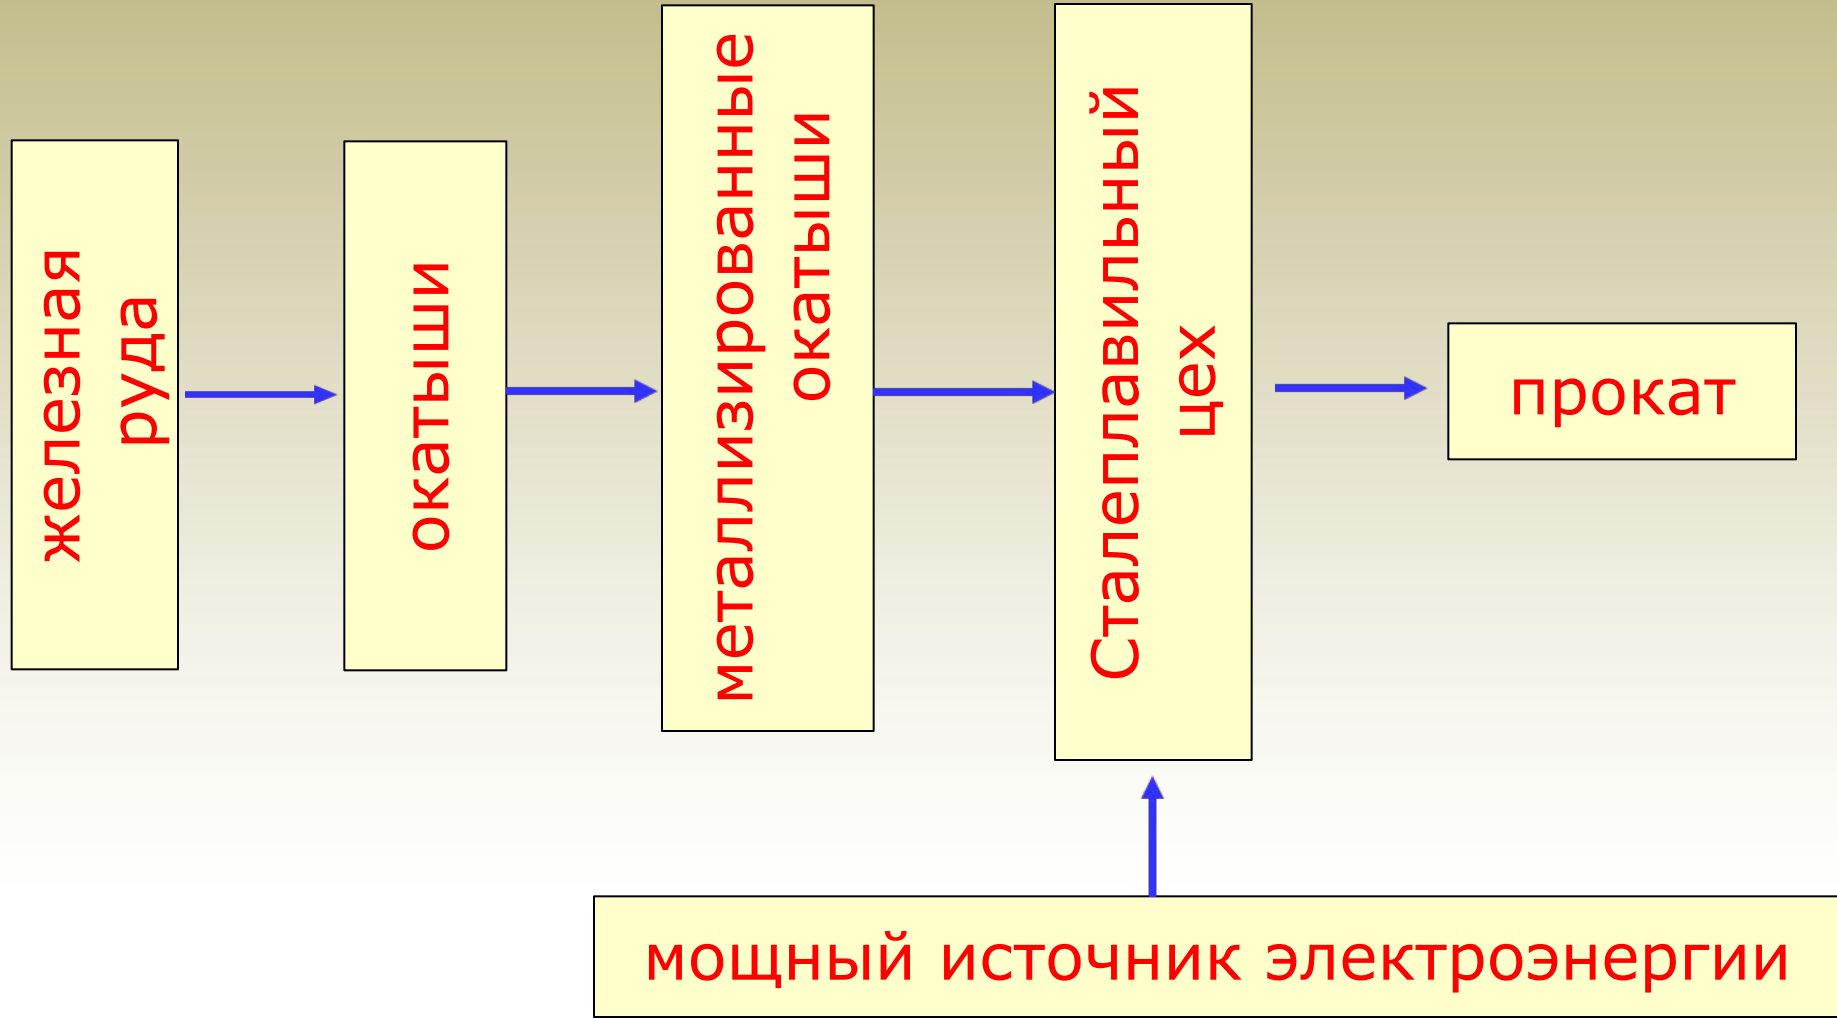 железная
руда
окатыши
металлизированные
окатыши
Сталеплавильный
цех
прокат
мощный источник электроэнергии